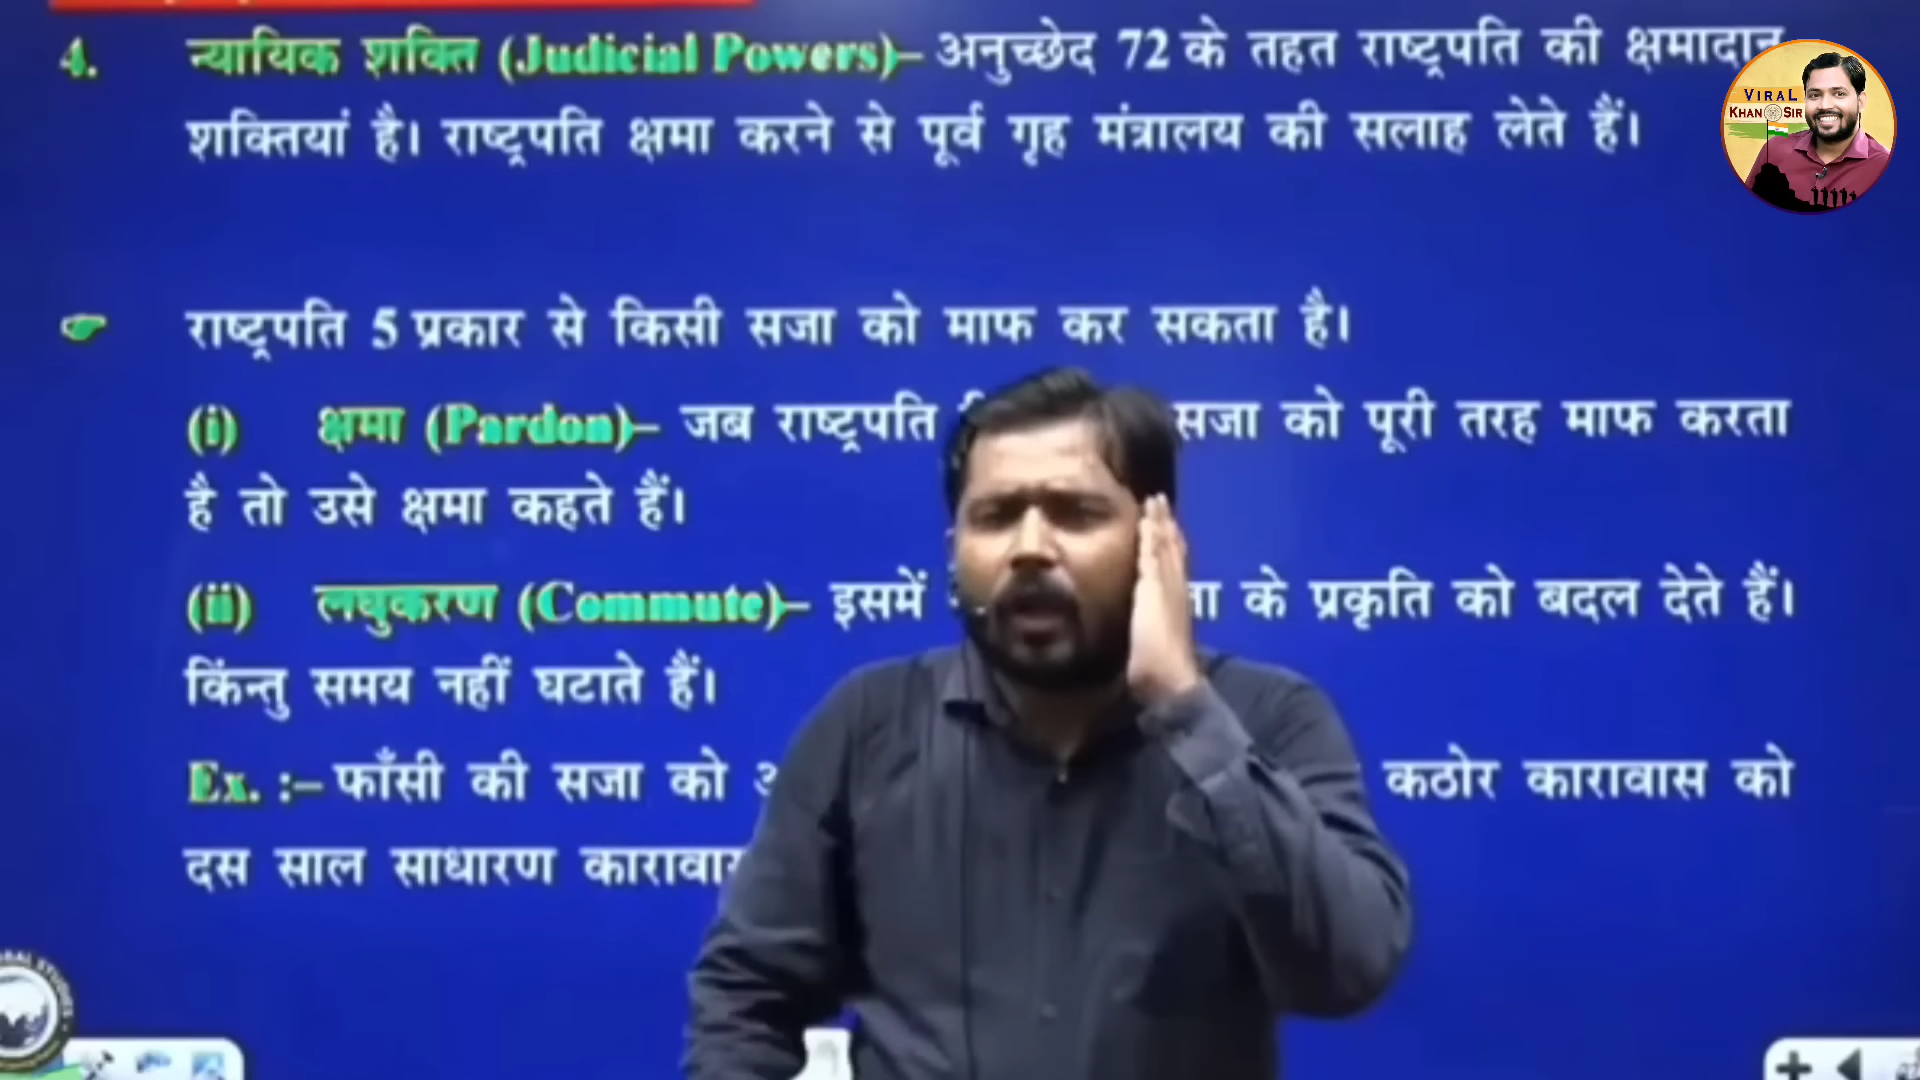 4. न्यायिक शक्ति (Judicial Powers)– अनुच्छेद 72 के तहत राष्ट्रपति की क्षमादान
शक्तियां है। राष्ट्रपति क्षमा करने से पूर्व गृह मंत्रालय की सलाह लेते हैं।
VIRAL
KHAN SIR
राष्ट्रपति 5 प्रकार से किसी सजा को माफ कर सकता है।
(i) क्षमा (Pardon)– जब राष्ट्रपति सजा को पूरी तरह माफ करता
है तो उसे क्षमा कहते हैं।
(ii) लघुकरण (Commute)– इसमें के प्रकृति को बदल देते हैं।
किंन्तु समय नहीं घटाते हैं।
Ex. :– फाँसी की सजा को कठोर कारावास को
दस साल साधारण